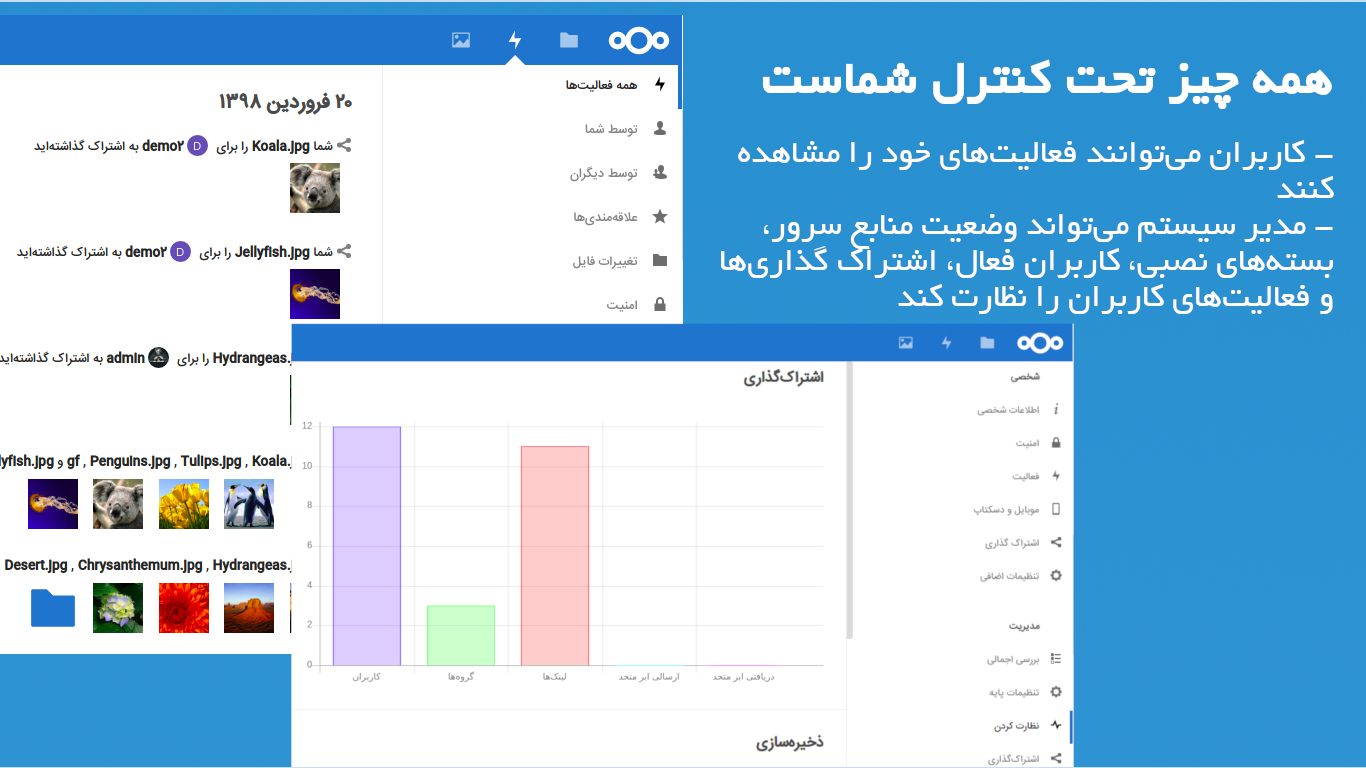 همه چیز تحت کنترل شماست
- کاربران می‌توانند فعالیت‌های خود را مشاهده
کنند
- مدیر سیستم می‌تواند وضعیت منابع سرور،
بسته‌های نصبی، کاربران فعال، اشتراک گذاری‌ها
و فعالیت‌های کاربران را نظارت کند
همه فعالیت‌ها
توسط شما
توسط دیگران
علاقه‌مندی‌ها
تغییرات فایل
امنیت
۲۰ فروردین ۱۳۹۸
شما Koala.jpg را برای D demo۲ به اشتراک گذاشته‌اید
شما Jellyfish.jpg را برای D demo۲ به اشتراک گذاشته‌اید
Hydrangeas. را برای admin به اشتراک گذاشته‌اید
yfish.jpg و gf , Penguins.jpg , Tulips.jpg , Koala.
Desert.jpg , Chrysanthemum.jpg , Hydrangeas.
شخصی
اطلاعات شخصی
امنیت
فعالیت
موبایل و دسکتاپ
اشتراک گذاری
تنظیمات اضافی
مدیریت
بررسی اجمالی
تنظیمات پایه
نظارت کردن
اشتراک‌گذاری
اشتراک‌گذاری
12
10
8
6
4
2
0
کاربران
گروه‌ها
لینک‌ها
ارسالی ابر متحد
دریافتی ابر متحد
ذخیره‌سازی